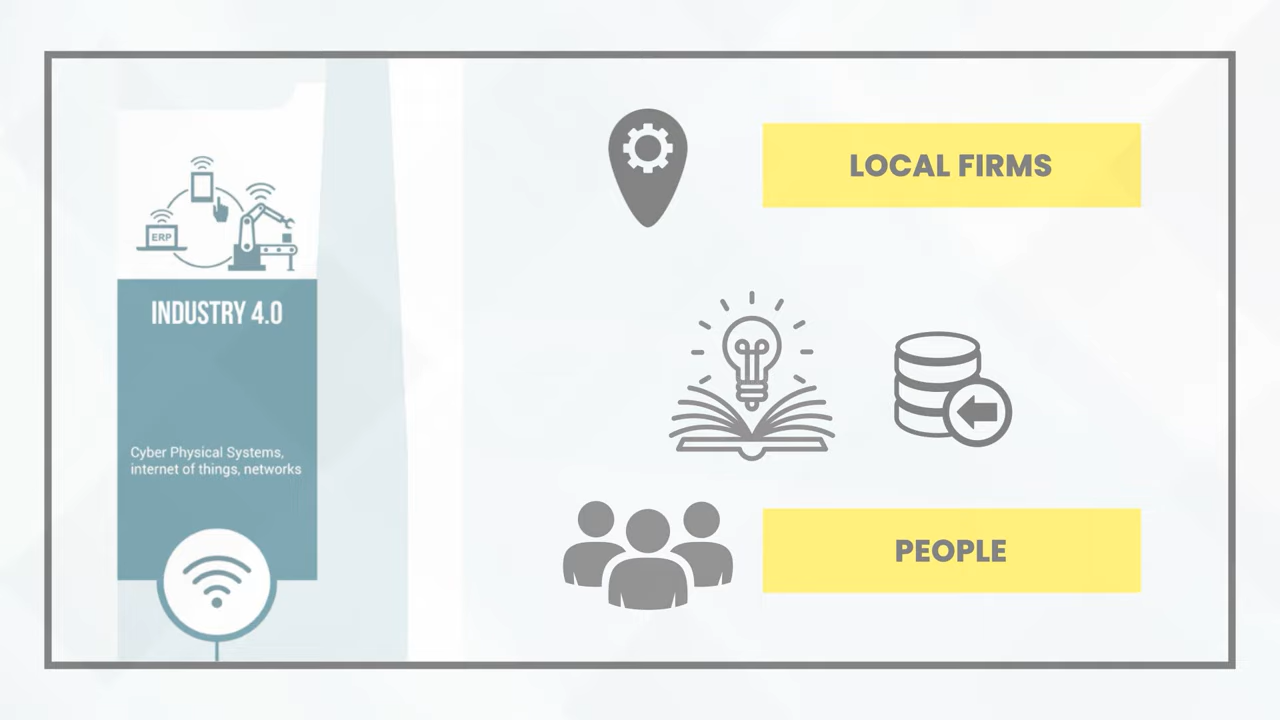 ERP
INDUSTRY 4.0
Cyber Physical Systems,
internet of things, networks
LOCAL FIRMS
PEOPLE